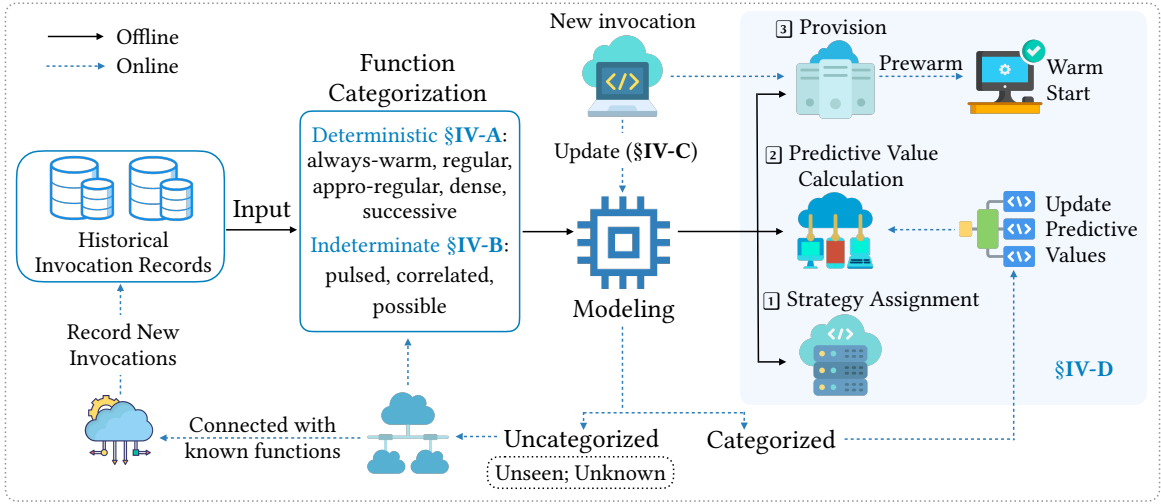 Offline
Online
Function
Categorization
Deterministic §IV-A:
always-warm, regular,
appro-regular, dense,
successive
Indeterminate §IV-B:
pulsed, correlated,
possible
Historical
Invocation Records
Input
Record New
Invocations
Connected with
known functions
New invocation
</>
Update (§IV-C)
Modeling
Uncategorized
Unseen; Unknown
Categorized
3 Provision
Prewarm
Warm
Start
2 Predictive Value
Calculation
Update
Predictive
Values
1 Strategy Assignment
</>
§IV-D